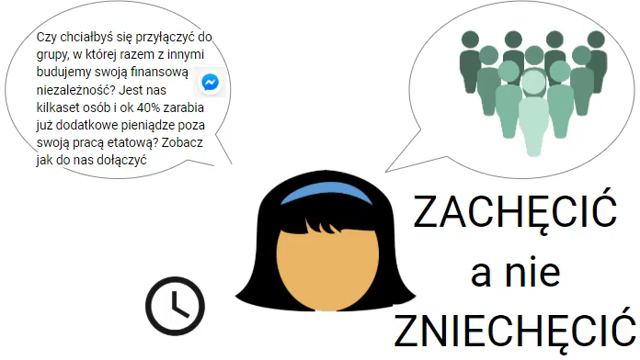 Czy chciałbyś się przyłączyć do
grupy, w której razem z innymi
budujemy swoją finansową
niezależność? Jest nas
kilkaset osób i ok 40% zarabia
już dodatkowe pieniądze poza
swoją pracą etatową? Zobacz
jak do nas dołączyć
ZACHĘCIĆ
a nie
ZNIECHĘCIĆ